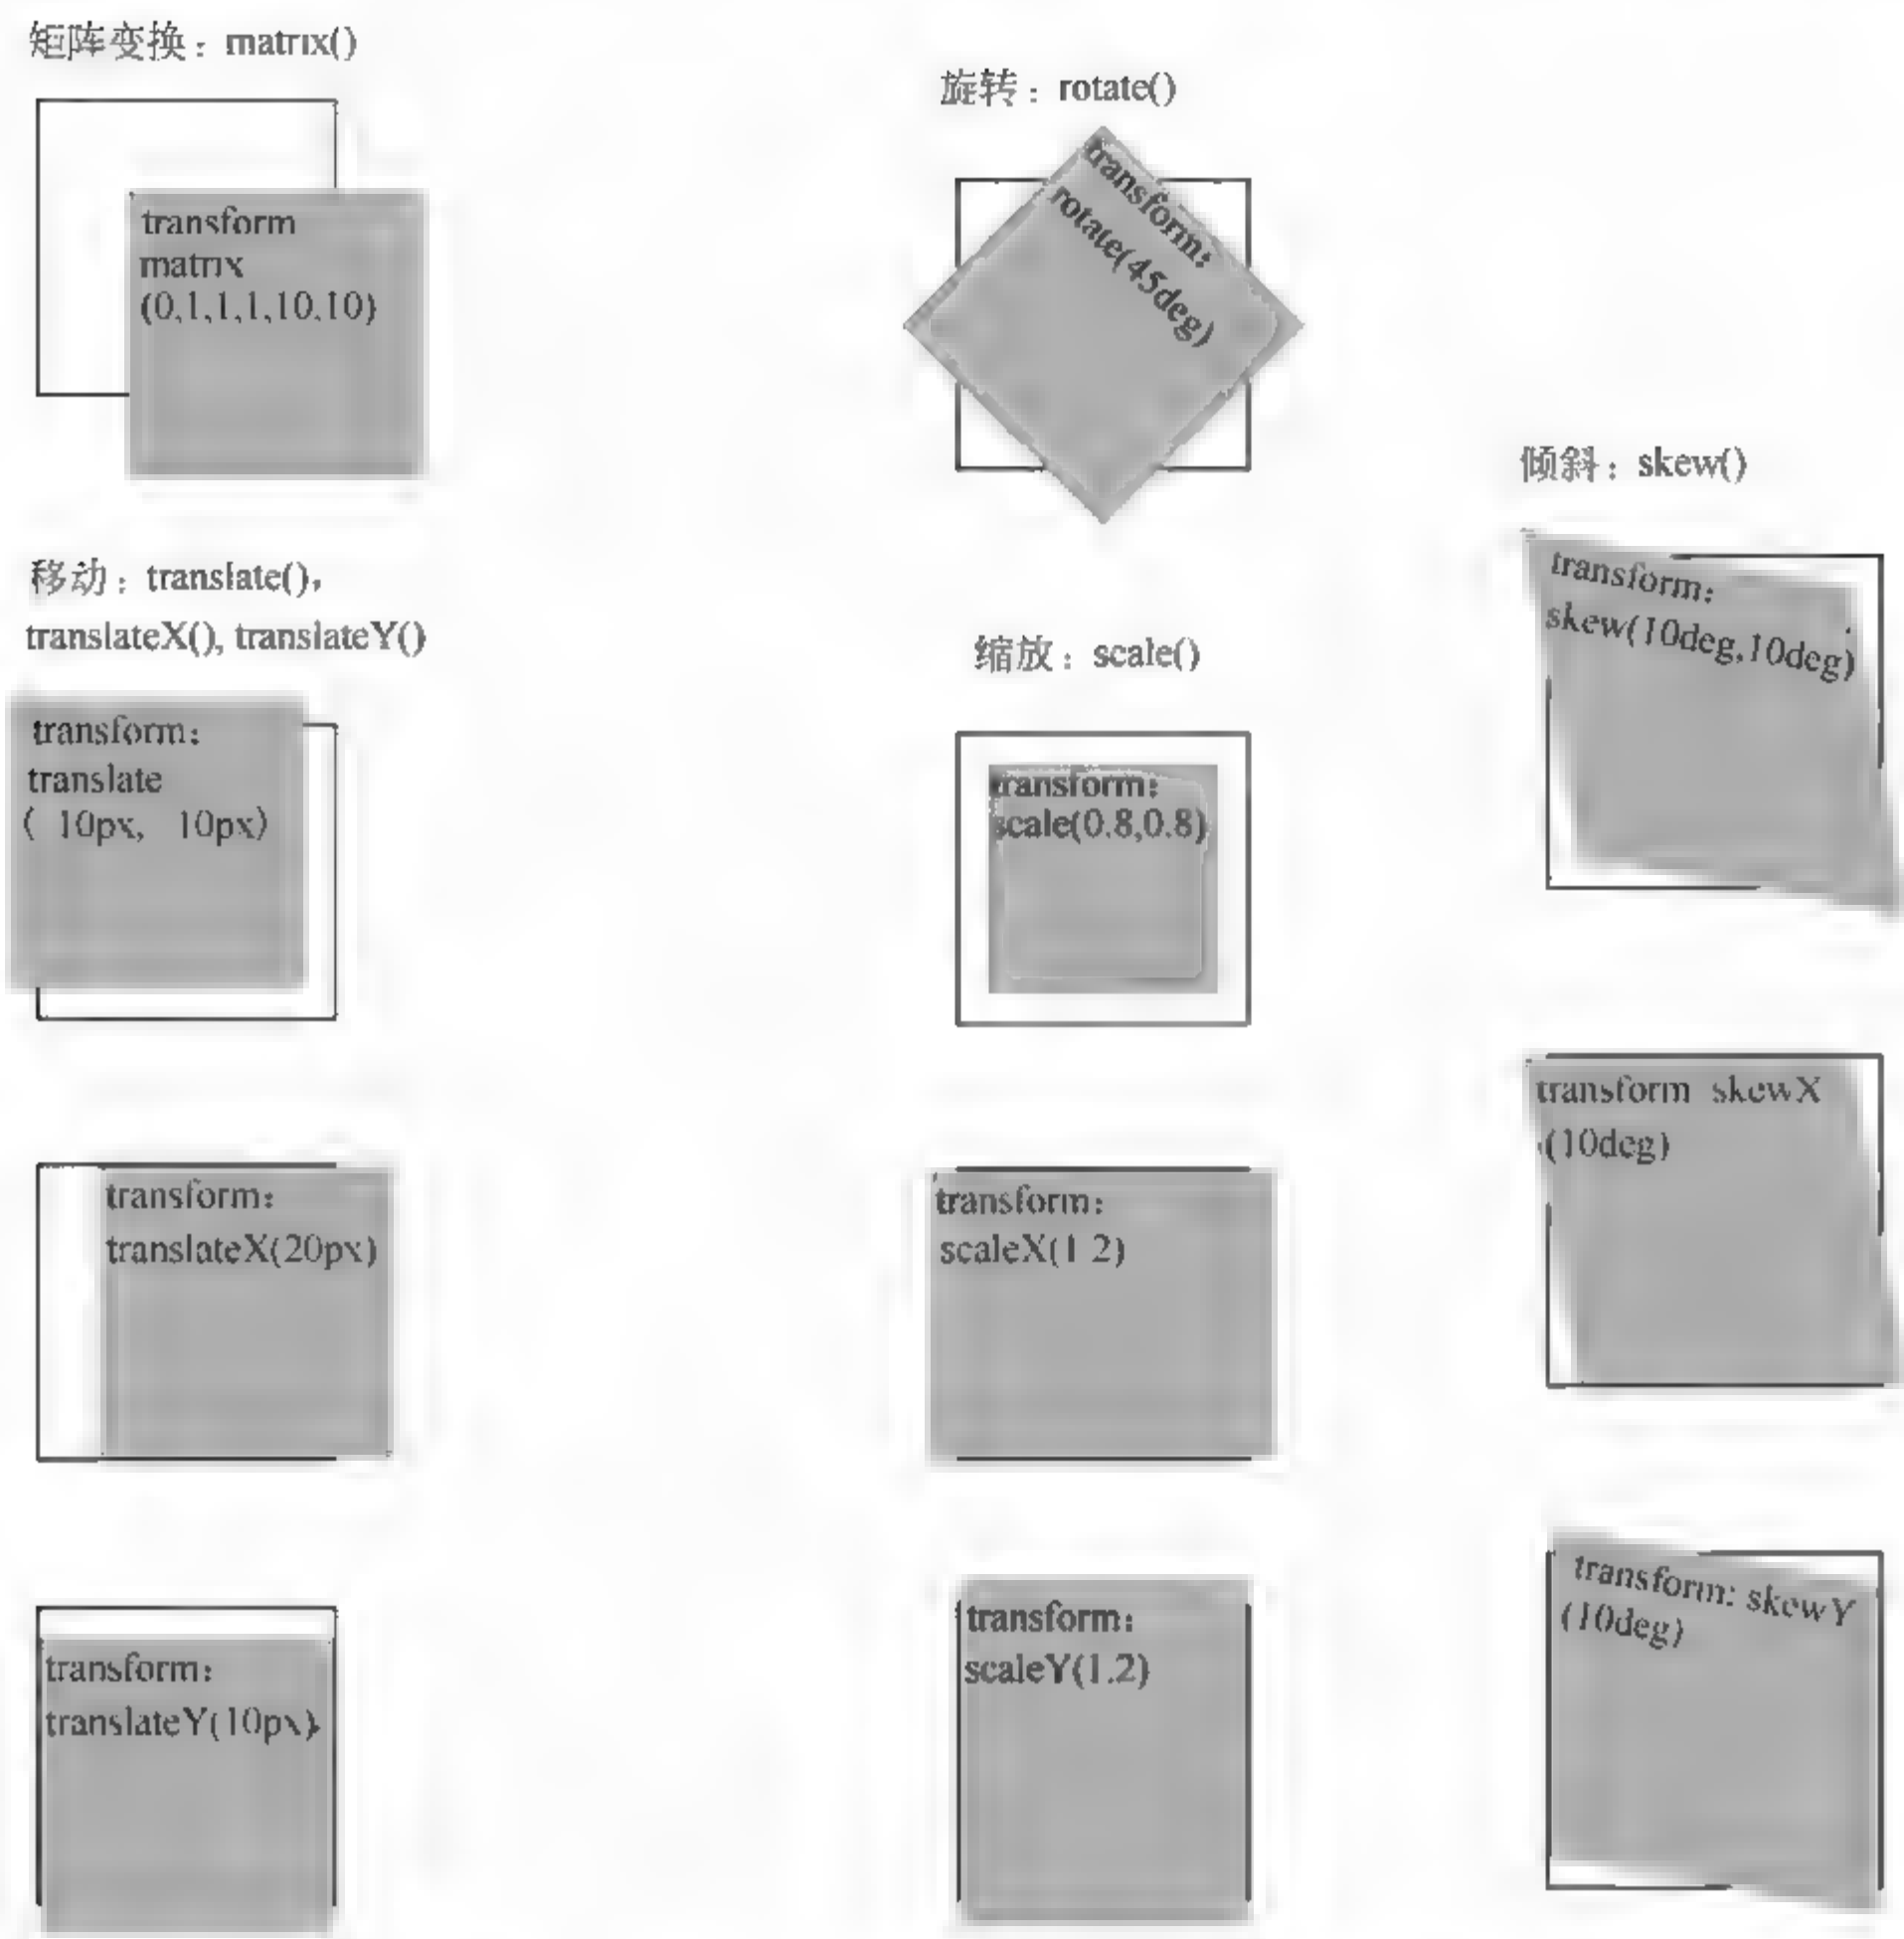 矩阵变换：matrix()
transform
matrix
(0,1,1,1,10,10)
移动：translate(),
translateX(), translateY()
transform:
translate
( 10px, 10px)
transform:
translateX(20px)
transform:
translateY(10px)
旋转：rotate()
transform:
rotate(45deg)
缩放：scale()
transform:
scale(0.8,0.8)
transform:
scaleX(1 2)
transform:
scaleY(1.2)
倾斜：skew()
transform:
skew(10deg,10deg)
transform skewX
(10deg)
transform: skewY
(10deg)